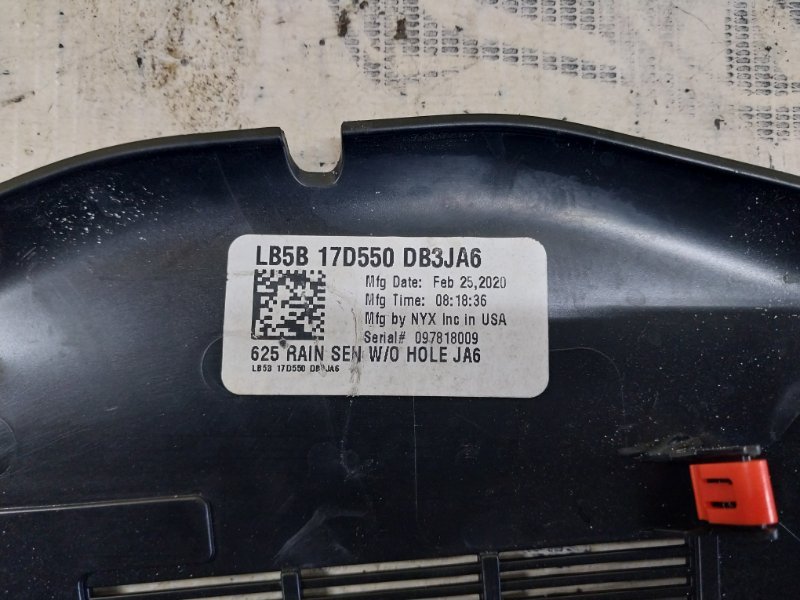 LB5B 17D550 DB3JA6
Mfg Date: Feb 25,2020
Mfg Time: 08:18:36
Mfg by NYX Inc in USA
Serial# 097818009
625 RAIN SEN W/O HOLE JA6
LB5B 17D550 DB3JA6